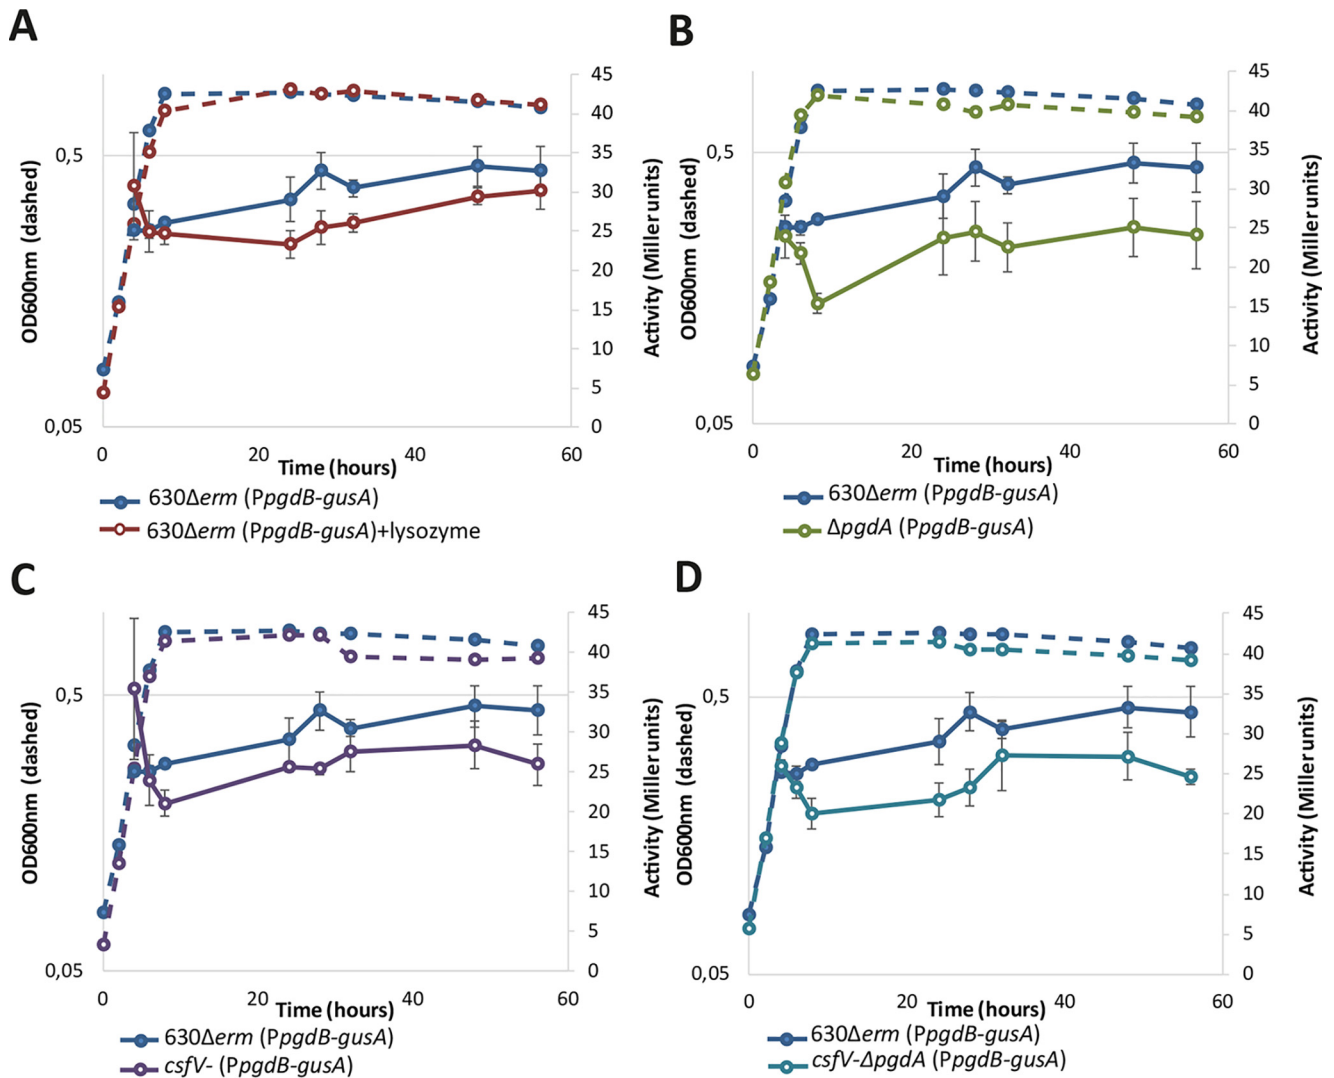 A
OD600nm (dashed)
0,5
0,05
45
40
35
30
25
20
15
10
5
0
Activity (Miller units)
0
20
40
60
Time (hours)
630Δerm (PpgdB-gusA)
630Δerm (PpgdB-gusA)+lysozyme
B
OD600nm (dashed)
0,5
0,05
45
40
35
30
25
20
15
10
5
0
Activity (Miller units)
0
20
40
60
Time (hours)
630Δerm (PpgdB-gusA)
ΔpgdA (PpgdB-gusA)
C
OD600nm (dashed)
0,5
0,05
45
40
35
30
25
20
15
10
5
0
Activity (Miller units)
0
20
40
60
Time (hours)
630Δerm (PpgdB-gusA)
csfV- (PpgdB-gusA)
D
OD600nm (dashed)
0,5
0,05
45
40
35
30
25
20
15
10
5
0
Activity (Miller units)
0
20
40
60
Time (hours)
630Δerm (PpgdB-gusA)
csfV-ΔpgdA (PpgdB-gusA)